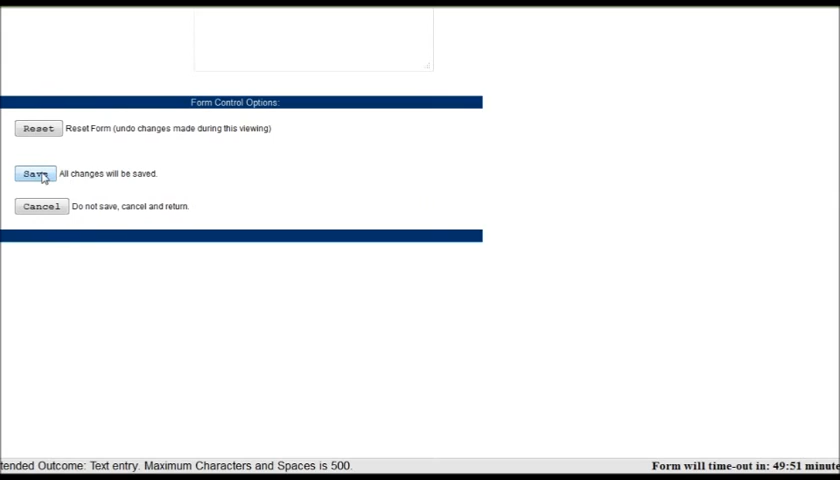 Form Control Options:
Reset Reset Form (undo changes made during this viewing)
Save All changes will be saved.
Cancel Do not save, cancel and return.
tended Outcome: Text entry. Maximum Characters and Spaces is 500. Form will time-out in: 49:51 minute